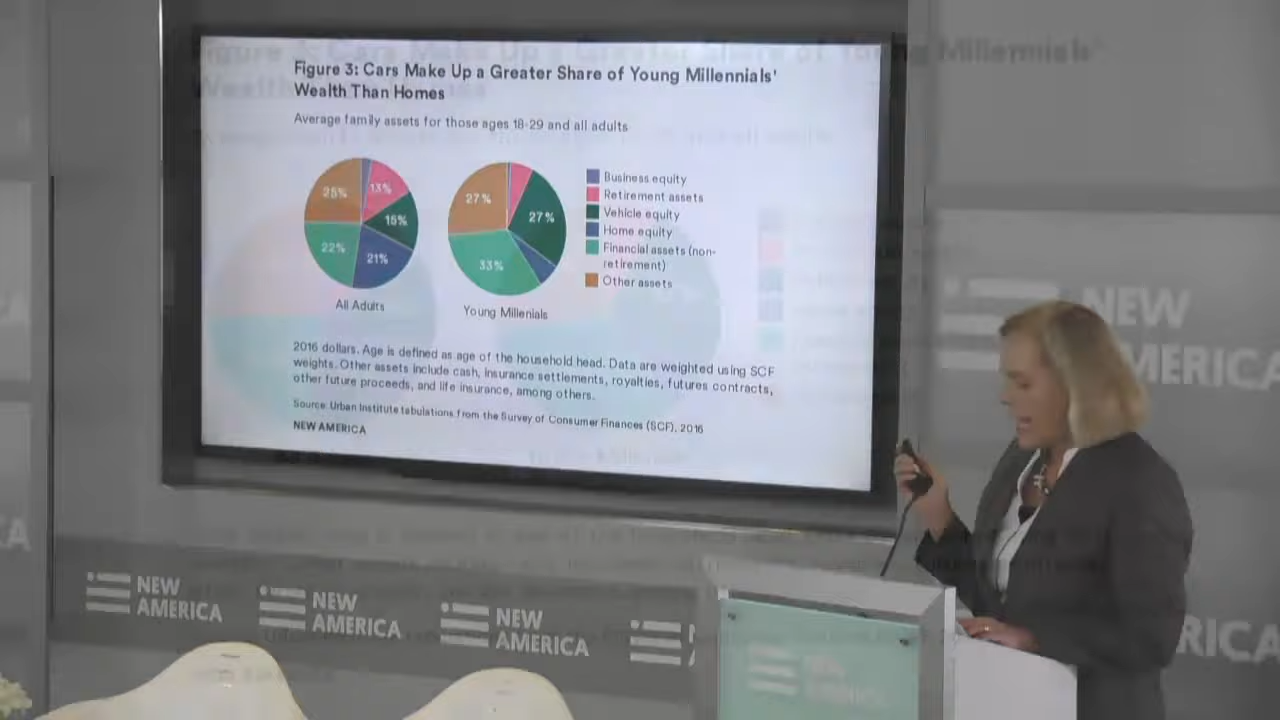 Figure 3: Cars Make Up a Greater Share of Young Millennials'
Wealth Than Homes
Average family assets for those ages 18-29 and all adults
25%
13%
15%
21%
22%
All Adults
27%
27%
33%
Young Millenials
Business equity
Retirement assets
Vehicle equity
Home equity
Financial assets (non-
retirement)
Other assets
2016 dollars. Age is defined as age of the household head. Data are weighted using SCF
weights. Other assets include cash, insurance settlements, royalties, futures contracts,
other future proceeds, and life insurance, among others.
Source: Urban Institute tabulations from the Survey of Consumer Finances (SCF), 2016
NEW AMERICA
NEW
AMERICA
NEW
AMERICA
NEW
AMERICA
NEW
AMERICA
RICA
NEW
AMERICA